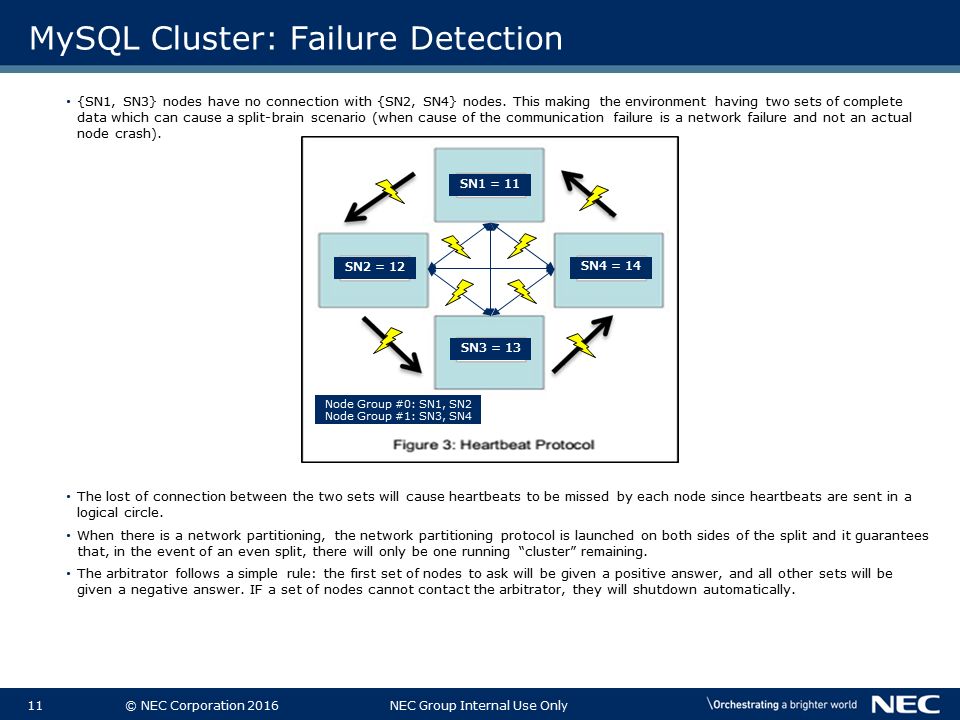 MySQL Cluster: Failure Detection
• {SN1, SN3} nodes have no connection with {SN2, SN4} nodes. This making the environment having two sets of complete
data which can cause a split-brain scenario (when cause of the communication failure is a network failure and not an actual
node crash).
SN1 = 11
SN2 = 12
SN4 = 14
SN3 = 13
Node Group #0: SN1, SN2
Node Group #1: SN3, SN4
Figure 3: Heartbeat Protocol
• The lost of connection between the two sets will cause heartbeats to be missed by each node since heartbeats are sent in a
logical circle.
• When there is a network partitioning, the network partitioning protocol is launched on both sides of the split and it guarantees
that, in the event of an even split, there will only be one running “cluster” remaining.
• The arbitrator follows a simple rule: the first set of nodes to ask will be given a positive answer, and all other sets will be
given a negative answer. IF a set of nodes cannot contact the arbitrator, they will shutdown automatically.
11 © NEC Corporation 2016 NEC Group Internal Use Only \Orchestrating a brighter world NEC